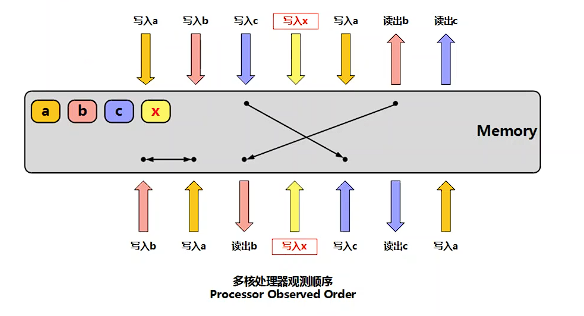 写入a 写入b 写入c 写入x 写入a 读出b 读出c
a b c x
Memory
写入b 写入a 读出b 写入x 写入c 读出c 写入a
多核处理器观测顺序
Processor Observed Order